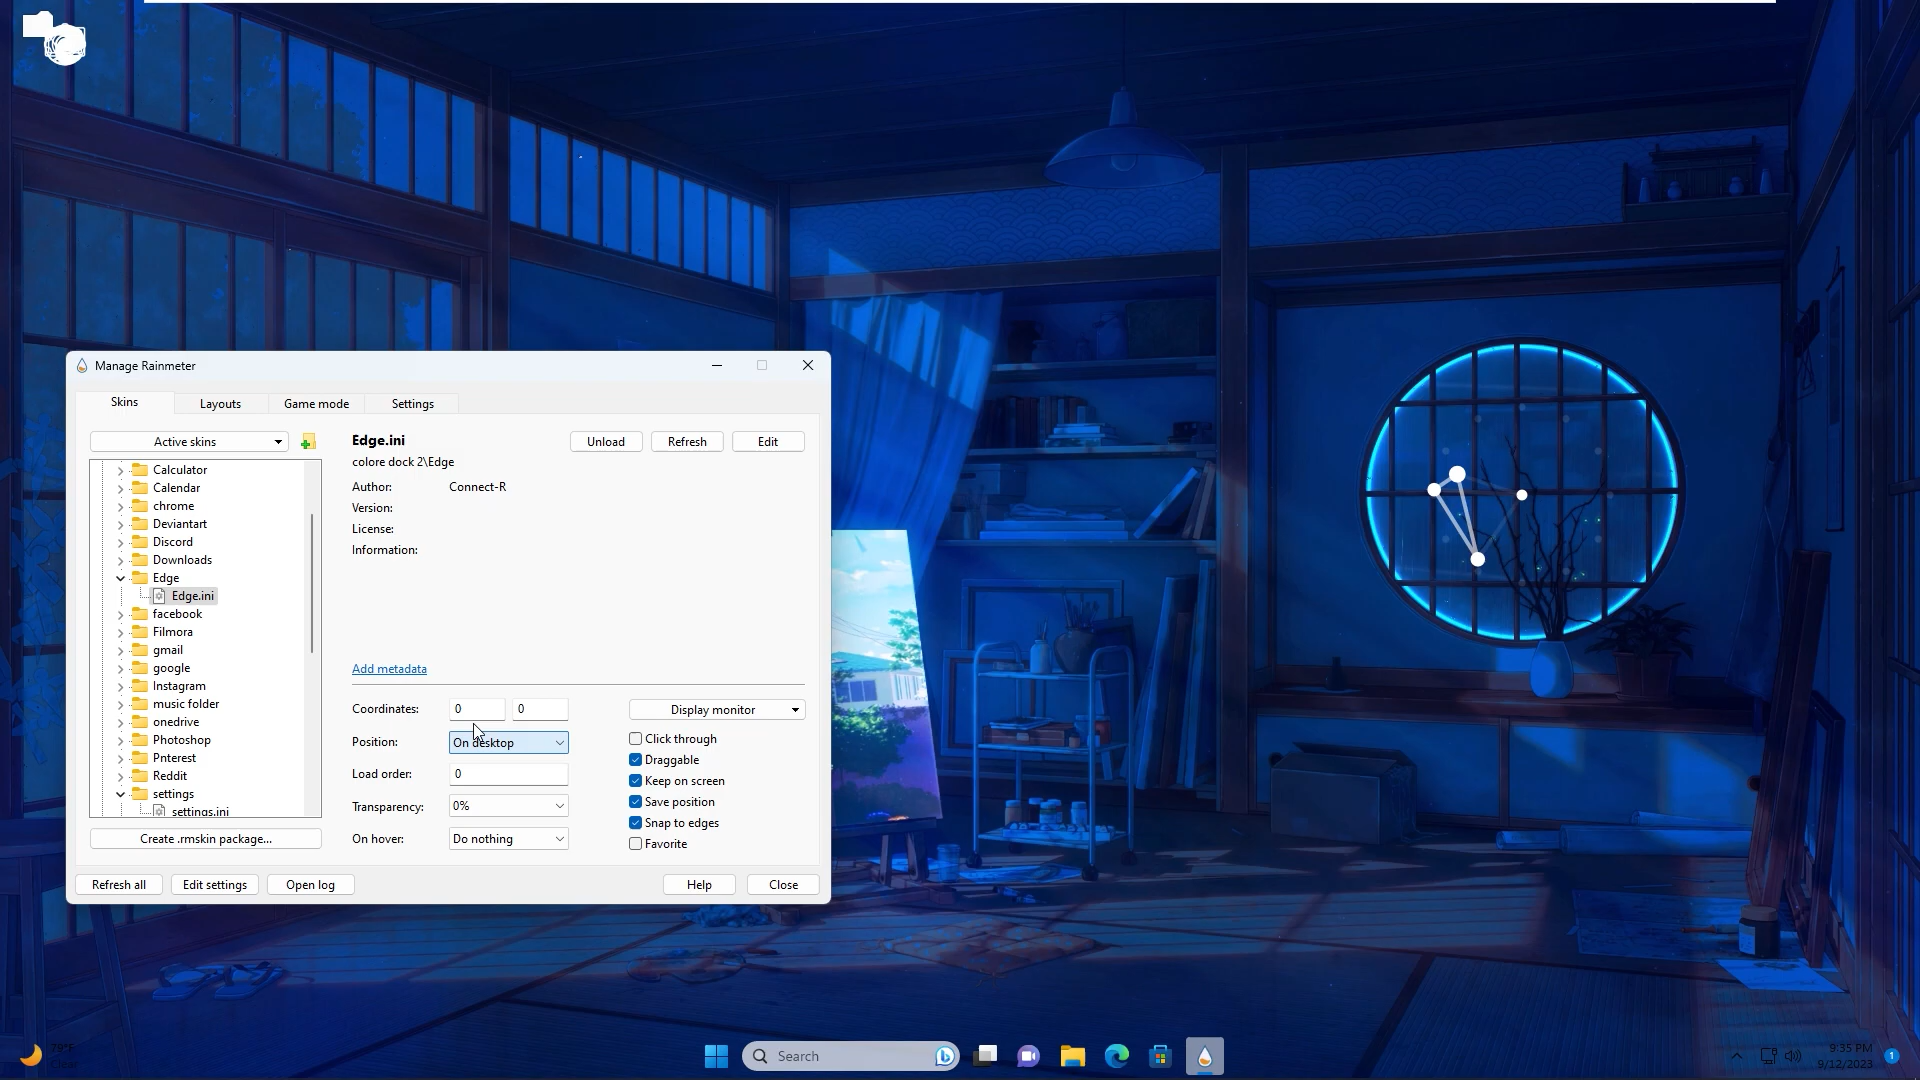 Manage Rainmeter
Skins
Layouts
Game mode
Settings
Active skins
Calculator
Calendar
chrome
Deviantart
Discord
Downloads
Edge
Edge.ini
facebook
Filmora
gmail
google
Instagram
music folder
onedrive
Photoshop
Pnterest
Reddit
settings
settings.ini
Create .rmskin package...
Edge.ini
Unload
Refresh
Edit
colore dock 2\Edge
Author: Connect-R
Version:
License:
Information:
Add metadata
Coordinates: 0 0
Position: On desktop
Load order: 0
Transparency: 0%
On hover: Do nothing
Display monitor
Click through
Draggable
Keep on screen
Save position
Snap to edges
Favorite
Refresh all
Edit settings
Open log
Help
Close
79°F
Clear
Search
9:35 PM
9/12/2023
1